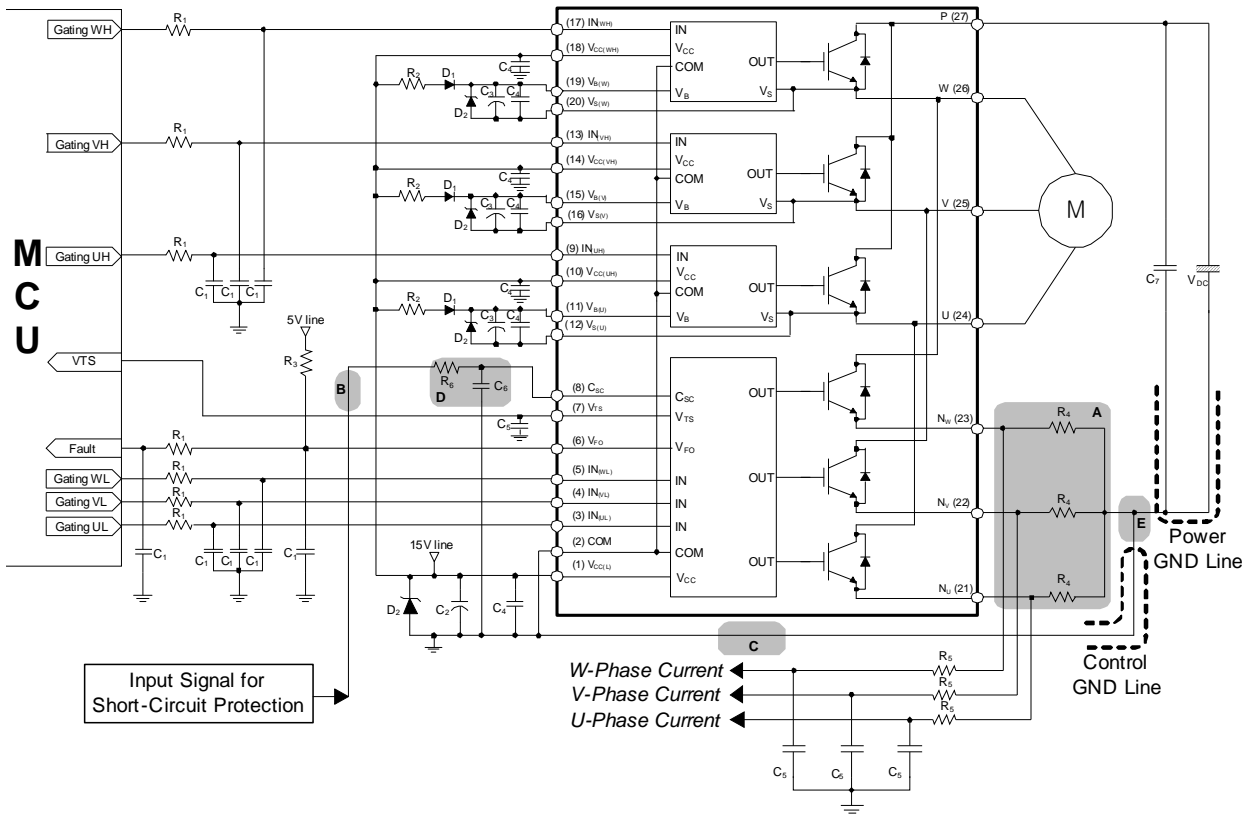 Gating WH
R1
(17) IN(WH)
IN
P (27)
(18) VCC(WH)
VCC
C4
COM
OUT
R2
D1
(19) VB(W)
VB
VS
C3
C4
D2
(20) VS(W)
W (26)
Gating VH
R1
(13) IN(VH)
IN
(14) VCC(VH)
VCC
C4
COM
OUT
R2
D1
(15) VB(V)
VB
VS
C3
C4
D2
(16) VS(V)
V (25)
M
MCU
Gating UH
R1
(9) IN(UH)
IN
(10) VCC(UH)
VCC
C4
COM
OUT
C7
VDC
C1
C1
C1
R2
D1
(11) VB(U)
VB
VS
C3
C4
D2
(12) VS(U)
U (24)
5V line
R3
VTS
B
R6
D
C6
(8) CSC
CSC
OUT
C5
(7) VTS
VTS
NW (23)
R4
A
Fault
R1
(6) VFO
VFO
Gating WL
R1
(5) IN(WL)
IN
OUT
Gating VL
R1
(4) IN(VL)
IN
NV (22)
R4
E
Gating UL
R1
(3) IN(UL)
IN
Power
GND Line
C1
C1
C1
C1
C1
(2) COM
COM
OUT
15V line
(1) VCC(L)
VCC
NU (21)
R4
D2
C2
C4
C
Control
GND Line
Input Signal for
Short-Circuit Protection
W-Phase Current
R5
V-Phase Current
R5
U-Phase Current
R5
C5
C5
C5